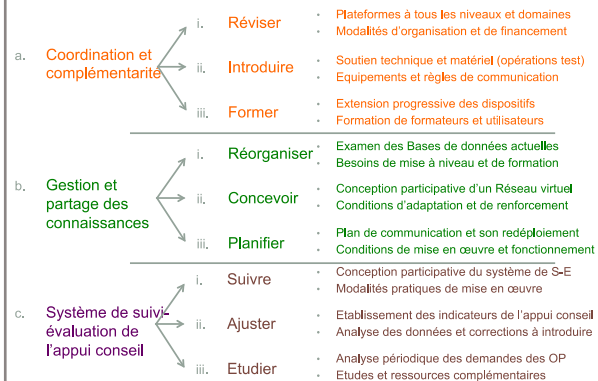 a. Coordination et
complémentarité
i. Réviser
• Plateformes à tous les niveaux et domaines
• Modalités d'organisation et de financement
ii. Introduire
• Soutien technique et matériel (opérations test)
• Equipements et règles de communication
iii. Former
• Extension progressive des dispositifs
• Formation de formateurs et utilisateurs
b. Gestion et
partage des
connaissances
i. Réorganiser
• Examen des Bases de données actuelles
• Besoins de mise à niveau et de formation
ii. Concevoir
• Conception participative d'un Réseau virtuel
• Conditions d'adaptation et de renforcement
iii. Planifier
• Plan de communication et son redéploiement
• Conditions de mise en œuvre et fonctionnement
c. Système de suivi-
évaluation de
l'appui conseil
i. Suivre
• Conception participative du système de S-E
• Modalités pratiques de mise en œuvre
ii. Ajuster
• Etablissement des indicateurs de l'appui conseil
• Analyse des données et corrections à introduire
iii. Etudier
• Analyse périodique des demandes des OP
• Etudes et ressources complémentaires